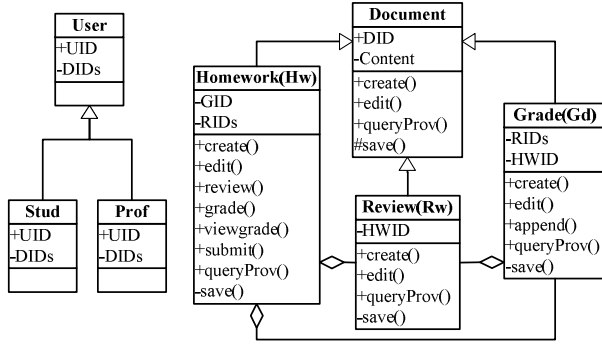 User
+UID
-DIDs
Stud
+UID
-DIDs
Prof
+UID
-DIDs
Homework(Hw)
-GID
-RIDs
+create()
+edit()
+review()
+grade()
+viewgrade()
+submit()
+queryProv()
-save()
Document
+DID
-Content
+create()
+edit()
+queryProv()
#save()
Review(Rw)
-HWID
+create()
+edit()
+queryProv()
-save()
Grade(Gd)
-RIDs
-HWID
+create()
+edit()
+append()
+queryProv()
-save()